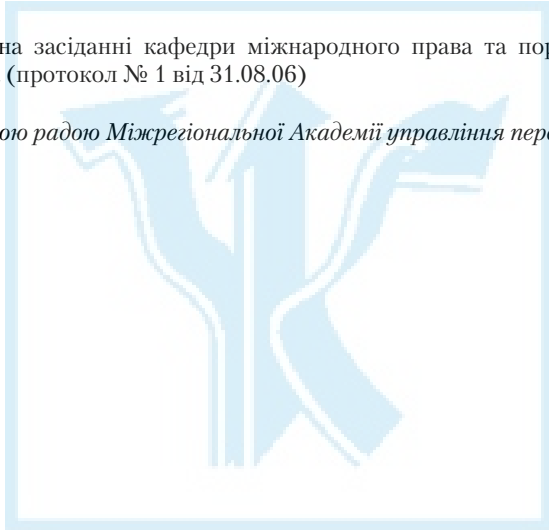 на засіданні кафедри міжнародного права та пор
(протокол № 1 від 31.08.06)
ою радою Міжрегіональної Академії управління перс